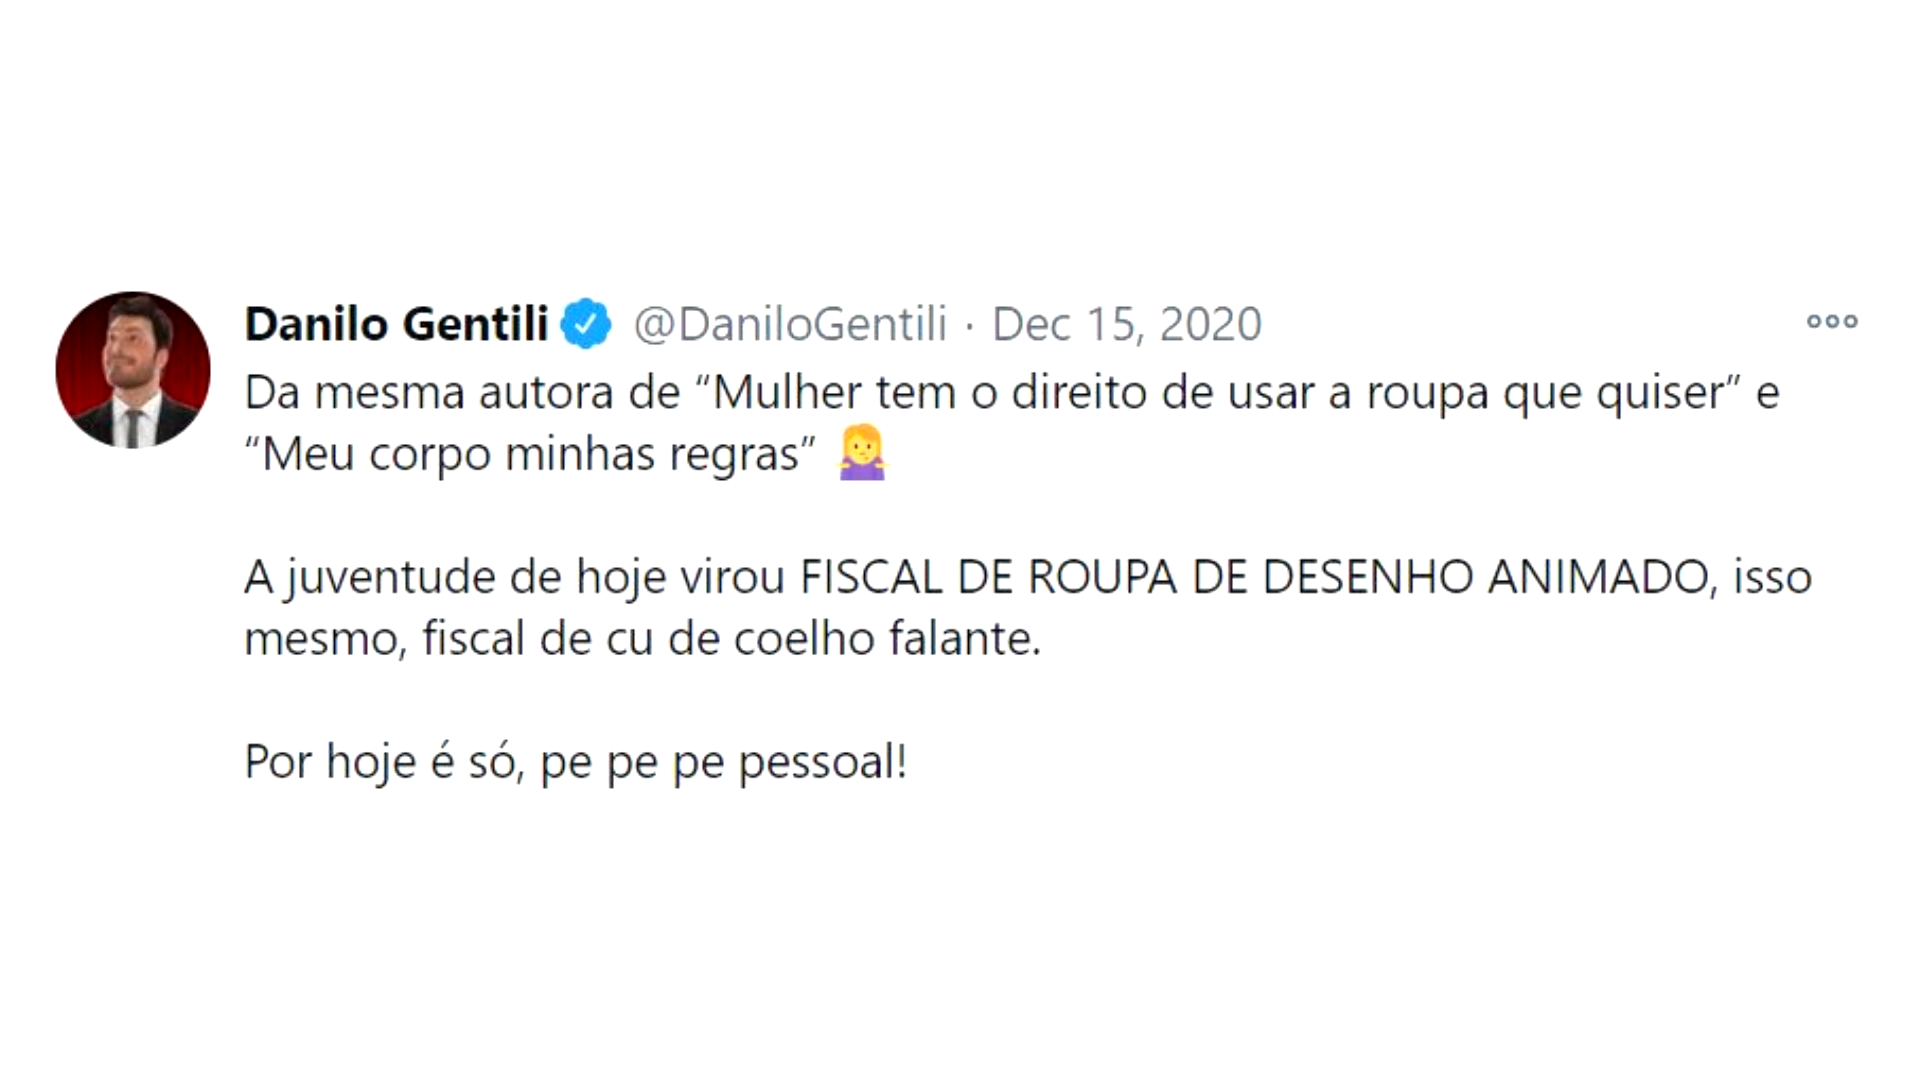 Danilo Gentili @DaniloGentili · Dec 15, 2020
Da mesma autora de “Mulher tem o direito de usar a roupa que quiser” e
“Meu corpo minhas regras” 🤷‍♀️
A juventude de hoje virou FISCAL DE ROUPA DE DESENHO ANIMADO, isso
mesmo, fiscal de cu de coelho falante.
Por hoje é só, pe pe pe pessoal!